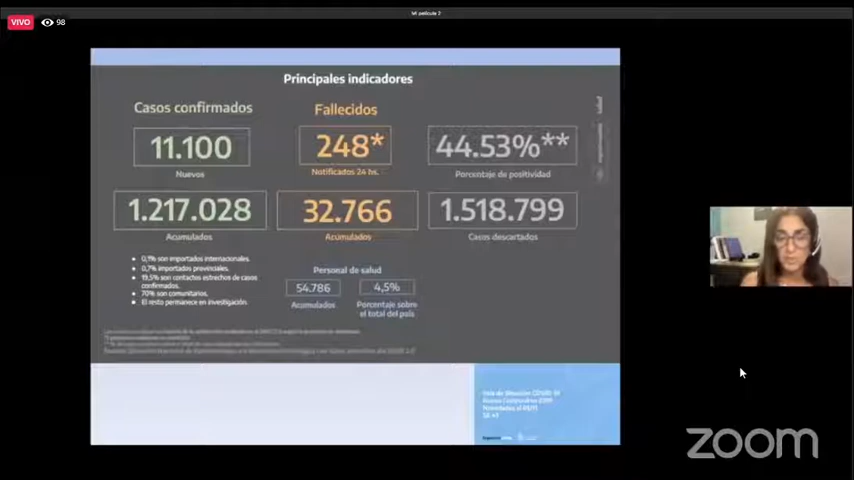 Mi película 2
VIVO
98
Principales indicadores
Casos confirmados
Fallecidos
11.100
248*
44.53%**
Nuevos
Notificados 24 hs.
Porcentaje de positividad
1.217.028
32.766
1.518.799
Acumulados
Acumulados
Casos descartados
0,1% son importados internacionales.
0,7% importados provinciales.
19,5% son contactos estrechos de casos
confirmados.
70% son comunitarios.
El resto permanece en investigación.
Personal de salud
54.786
4,5%
Acumulados
Porcentaje sobre
el total del país
zoom